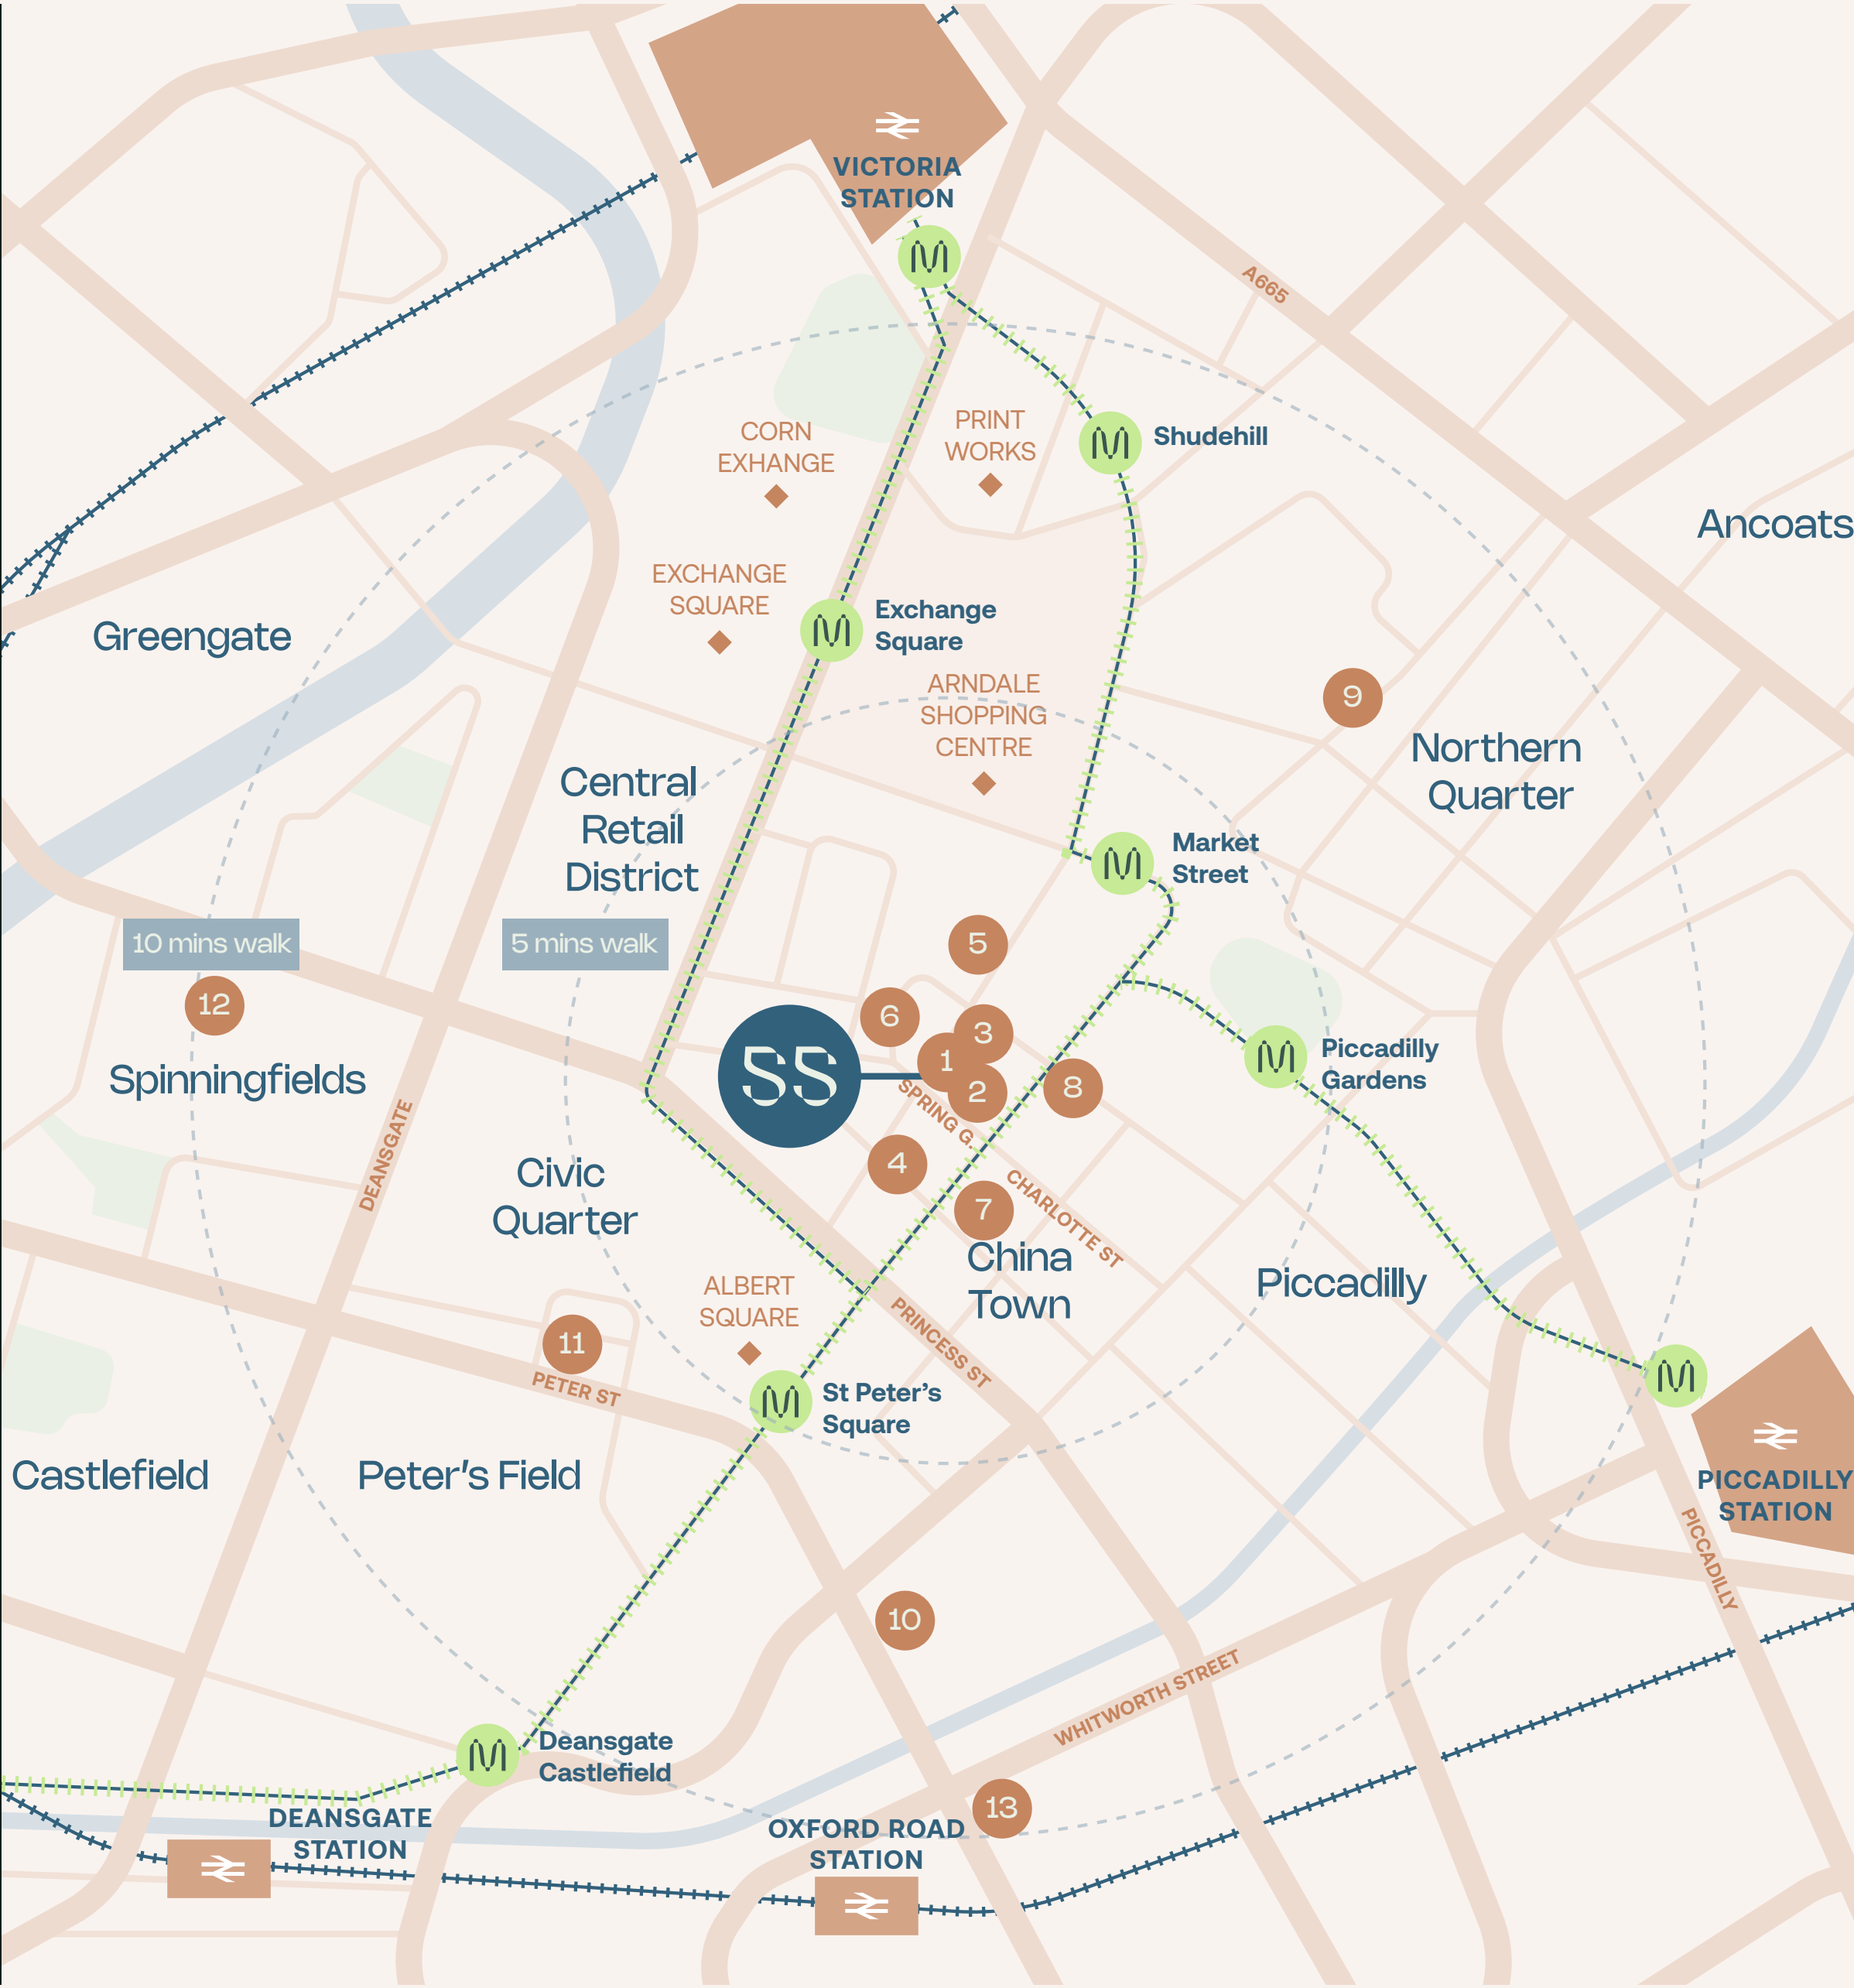 VICTORIA
STATION
A665
CORN
EXHANGE
PRINT
WORKS
Shudehill
Ancoats
EXCHANGE
SQUARE
Exchange
Square
Greengate
ARNDALE
SHOPPING
CENTRE
9
Northern
Quarter
Central
Retail
District
Market
Street
10 mins walk
5 mins walk
5
12
6
3
SS
1
2
8
Piccadilly
Gardens
Spinningfields
SPRING G.
DEANSGATE
Civic
Quarter
4
7
CHARLOTTE ST
China
Town
Piccadilly
ALBERT
SQUARE
11
PETER ST
PRINCESS ST
St Peter's
Square
Castlefield
Peter's Field
PICCADILLY
STATION
PICCADILLY
10
WHITWORTH STREET
Deansgate
Castlefield
13
DEANSGATE
STATION
OXFORD ROAD
STATION